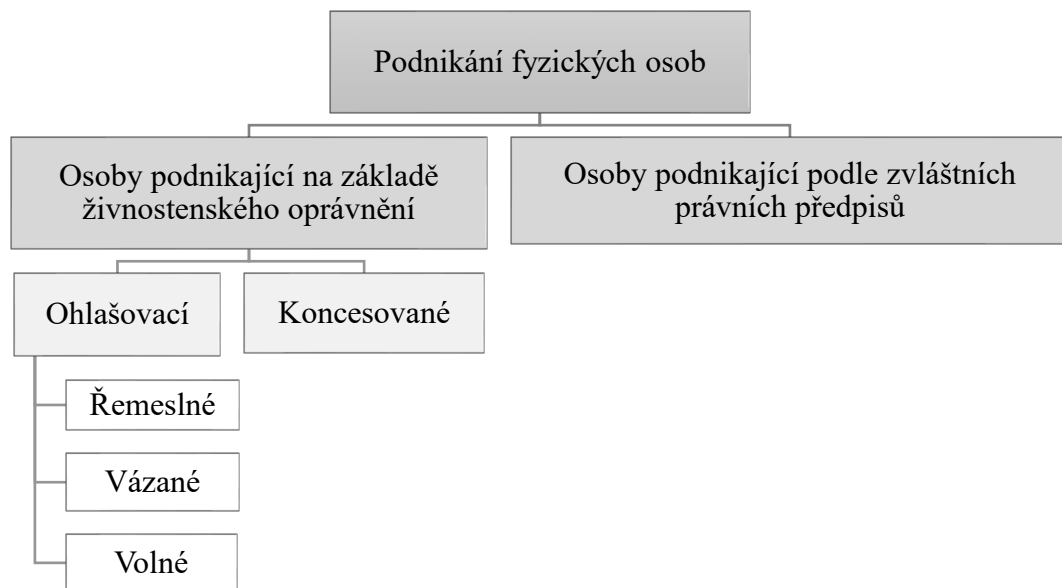 Podnikání fyzických osob
Osoby podnikající na základě
živnostenského oprávnění
Osoby podnikající podle zvláštních
právních předpisů
Ohlašovací
Koncesované
Řemeslné
Vázané
Volné